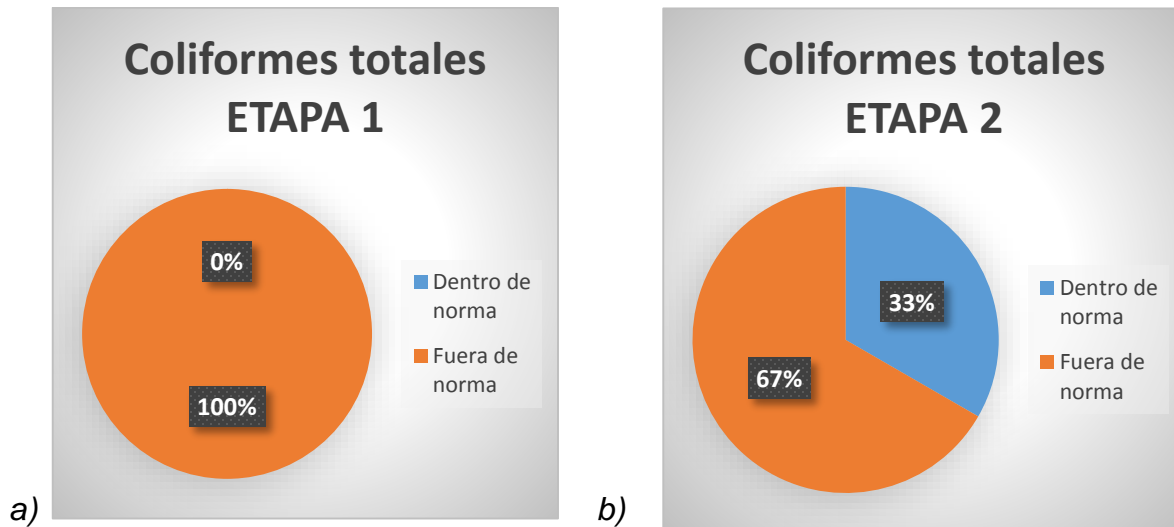 Coliformes totales
ETAPA 1
0%
100%
Dentro de
norma
Fuera de
norma
a)
Coliformes totales
ETAPA 2
33%
67%
Dentro de
norma
Fuera de
norma
b)